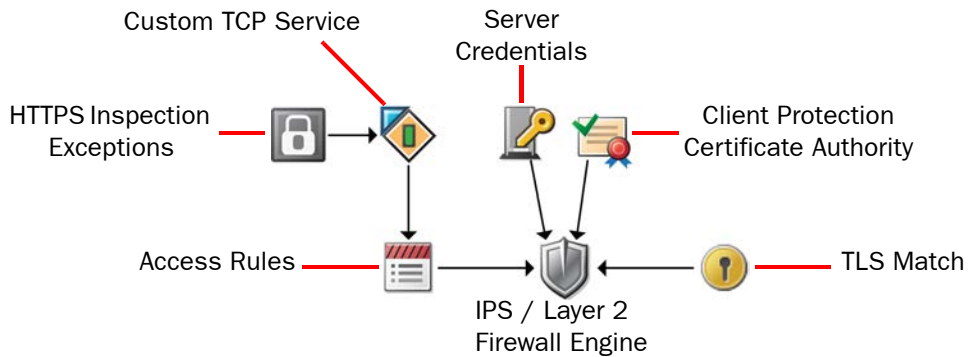 Custom TCP Service
Server
Credentials
HTTPS Inspection
Exceptions
Client Protection
Certificate Authority
Access Rules
TLS Match
IPS / Layer 2
Firewall Engine